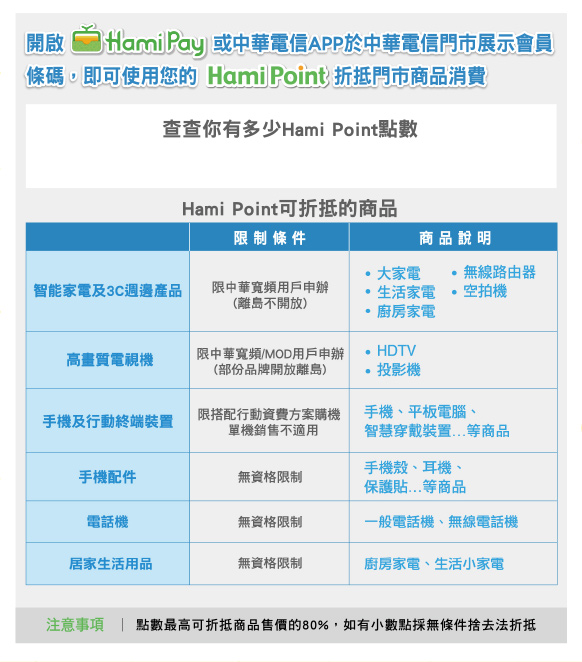 開啟 Hami Pay 或中華電信APP於中華電信門市展示會員
條碼，即可使用您的 Hami Point 折抵門市商品消費
查查你有多少Hami Point點數
Hami Point可折抵的商品
限制條件 商品說明
智能家電及3C週邊產品
限中華寬頻用戶申辦
(離島不開放)
• 大家電 • 無線路由器
• 生活家電 • 空拍機
• 廚房家電
高畫質電視機
限中華寬頻/MOD用戶申辦
(部份品牌開放離島)
• HDTV
• 投影機
手機及行動終端裝置
限搭配行動資費方案購機
單機銷售不適用
手機、平板電腦、
智慧穿戴裝置...等商品
手機配件
無資格限制
手機殼、耳機、
保護貼...等商品
電話機 無資格限制 一般電話機、無線電話機
居家生活用品 無資格限制 廚房家電、生活小家電
注意事項 | 點數最高可折抵商品售價的80%，如有小數點採無條件捨去法折抵